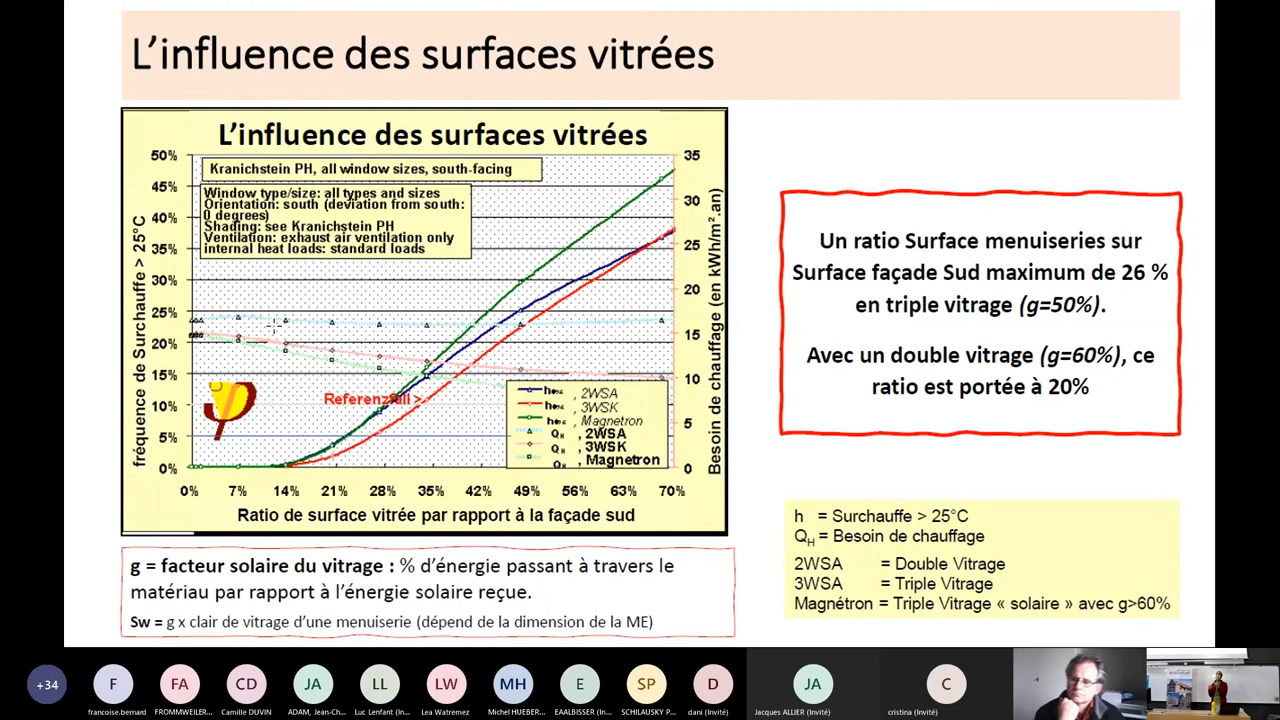 L'influence des surfaces vitrées
L'influence des surfaces vitrées
50%
45%
40%
35%
30%
25%
20%
15%
10%
5%
0%
fréquence de Surchauffe > 25°C
Kranichstein PH, all window sizes, south-facing
Window type/size: all types and sizes
Orientation: south (deviation from south:
0 degrees)
Shading: see Kranichstein PH
Ventilation: exhaust air ventilation only
internal heat loads: standard loads
Referenzfall >
, 2WSA
, 3WSK
, Magnetron
QH , 2WSA
QH , 3WSK
QH , Magnetron
35
30
25
20
15
10
5
0
Besoin de chauffage (en kWh/m².an)
0% 7% 14% 21% 28% 35% 42% 49% 56% 63% 70%
Ratio de surface vitrée par rapport à la façade sud
Un ratio Surface menuiseries sur
Surface façade Sud maximum de 26 %
en triple vitrage (g=50%).
Avec un double vitrage (g=60%), ce
ratio est portée à 20%
h = Surchauffe > 25°C
QH = Besoin de chauffage
2WSA = Double Vitrage
3WSA = Triple Vitrage
Magnétron = Triple Vitrage « solaire » avec g>60%
g = facteur solaire du vitrage : % d'énergie passant à travers le
matériau par rapport à l'énergie solaire reçue.
Sw = g x clair de vitrage d'une menuiserie (dépend de la dimension de la ME)
+34 F FA CD JA LL LW MH E SP D JA C
francoise.bernard FROMMWEILER... Camille DUVIN ADAM, Jean-Ch... Luc Lenfant (In... Lea Watremez Michel HUEBER... EAALBISSER (In... SCHILAUSKY P... dani (Invité) Jacques ALLIER (Invité) cristina (Invité)